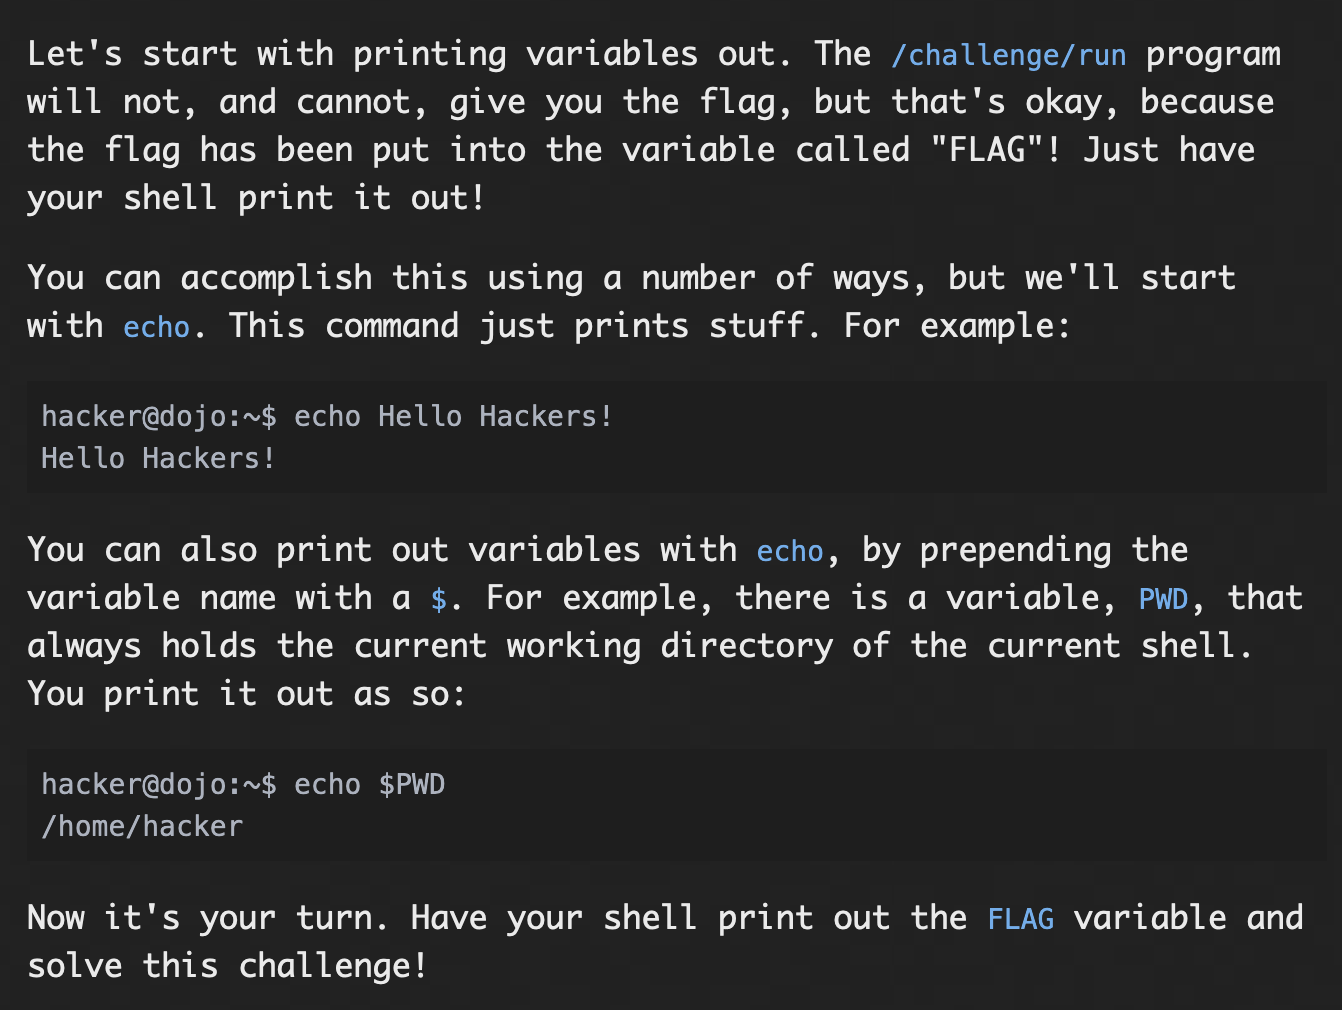 Let's start with printing variables out. The /challenge/run program
will not, and cannot, give you the flag, but that's okay, because
the flag has been put into the variable called "FLAG"! Just have
your shell print it out!
You can accomplish this using a number of ways, but we'll start
with echo. This command just prints stuff. For example:
hacker@dojo:~$ echo Hello Hackers!
Hello Hackers!
You can also print out variables with echo, by prepending the
variable name with a $. For example, there is a variable, PWD, that
always holds the current working directory of the current shell.
You print it out as so:
hacker@dojo:~$ echo $PWD
/home/hacker
Now it's your turn. Have your shell print out the FLAG variable and
solve this challenge!